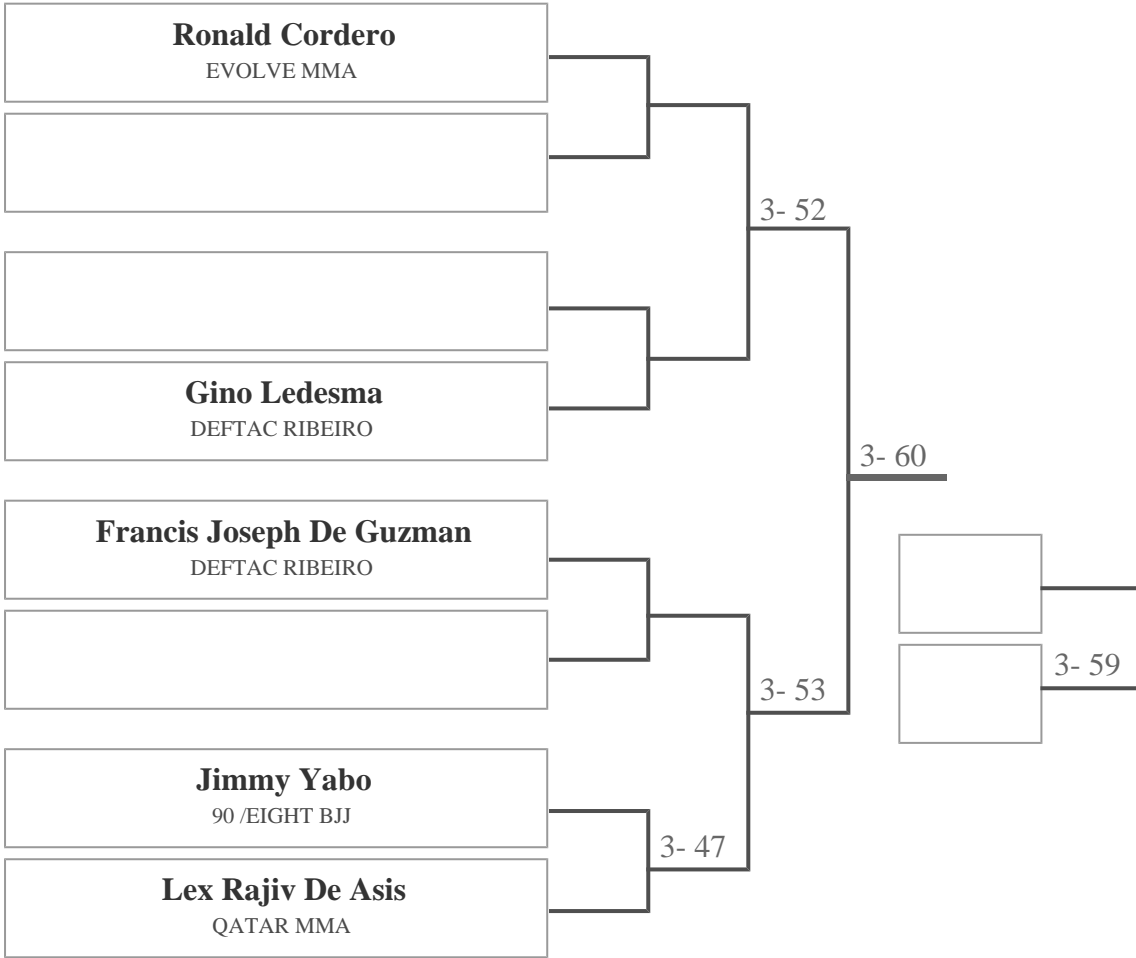 Ronald Cordero
EVOLVE MMA
3- 52
Gino Ledesma
DEFTAC RIBEIRO
3- 60
Francis Joseph De Guzman
DEFTAC RIBEIRO
3- 59
3- 53
Jimmy Yabo
90 /EIGHT BJJ
3- 47
Lex Rajiv De Asis
QATAR MMA